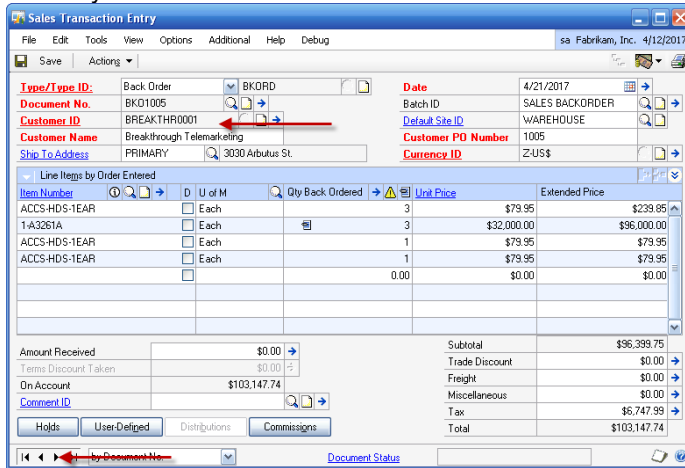 Sales Transaction Entry
File Edit Tools View Options Additional Help Debug sa Fabrikam, Inc. 4/12/2017
Save Actions
Type/Type ID: Back Order BKORD Date 4/21/2017
Document No. BKO1005 Batch ID SALES BACKORDER
Customer ID BREAKTHR0001 Default Site ID WAREHOUSE
Customer Name Breakthrough Telemarketing Customer PO Number 1005
Ship To Address PRIMARY 3030 Arbutus St. Currency ID Z-US$
Line Items by Order Entered
Item Number D U of M Qty Back Ordered Unit Price Extended Price
ACCS-HDS-1EAR Each 3 $79.95 $239.85
1-A3261A Each 3 $32,000.00 $96,000.00
ACCS-HDS-1EAR Each 1 $79.95 $79.95
ACCS-HDS-1EAR Each 1 $79.95 $79.95
0.00 $0.00 $0.00
Amount Received $0.00 Subtotal $96,399.75
Terms Discount Taken $0.00 Trade Discount $0.00
On Account $103,147.74 Freight $0.00
Comment ID Miscellaneous $0.00
Tax $6,747.99
Holds User-Defined Distributions Commissions Total $103,147.74
by Document No. Document Status